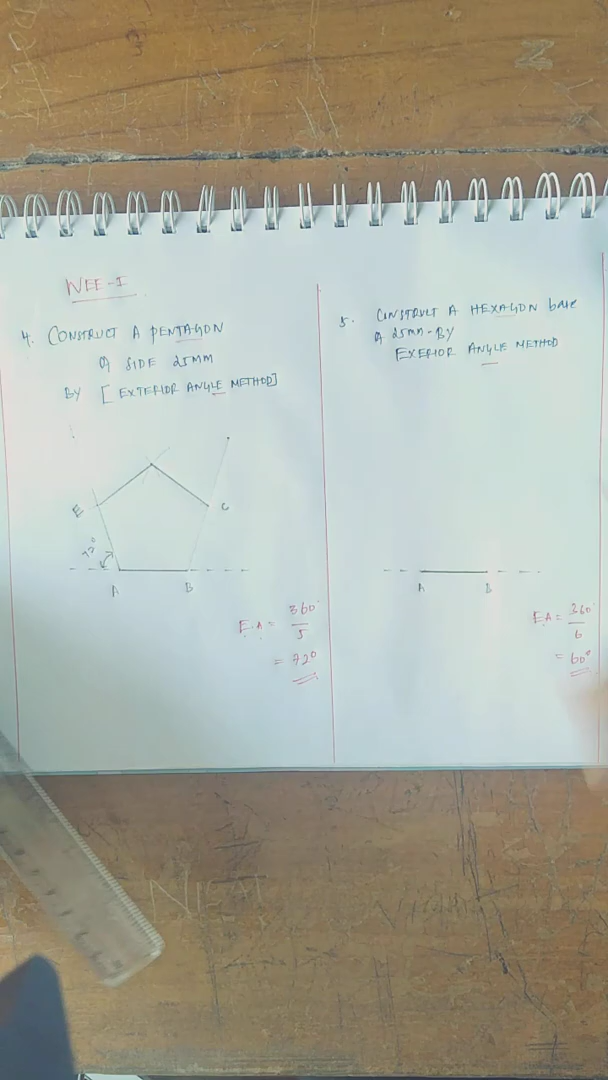 WEE-I
4. CONSTRUCT A PENTAGON
OF SIDE 25MM
BY [EXTERIOR ANGLE METHOD]
E
C
72°
A
B
E.A = 360°
5
= 72°
5. CONSTRUCT A HEXAGON base
OF 25mm - BY
EXERIOR ANGLE METHOD
A
B
EA = 360°
6
= 60°